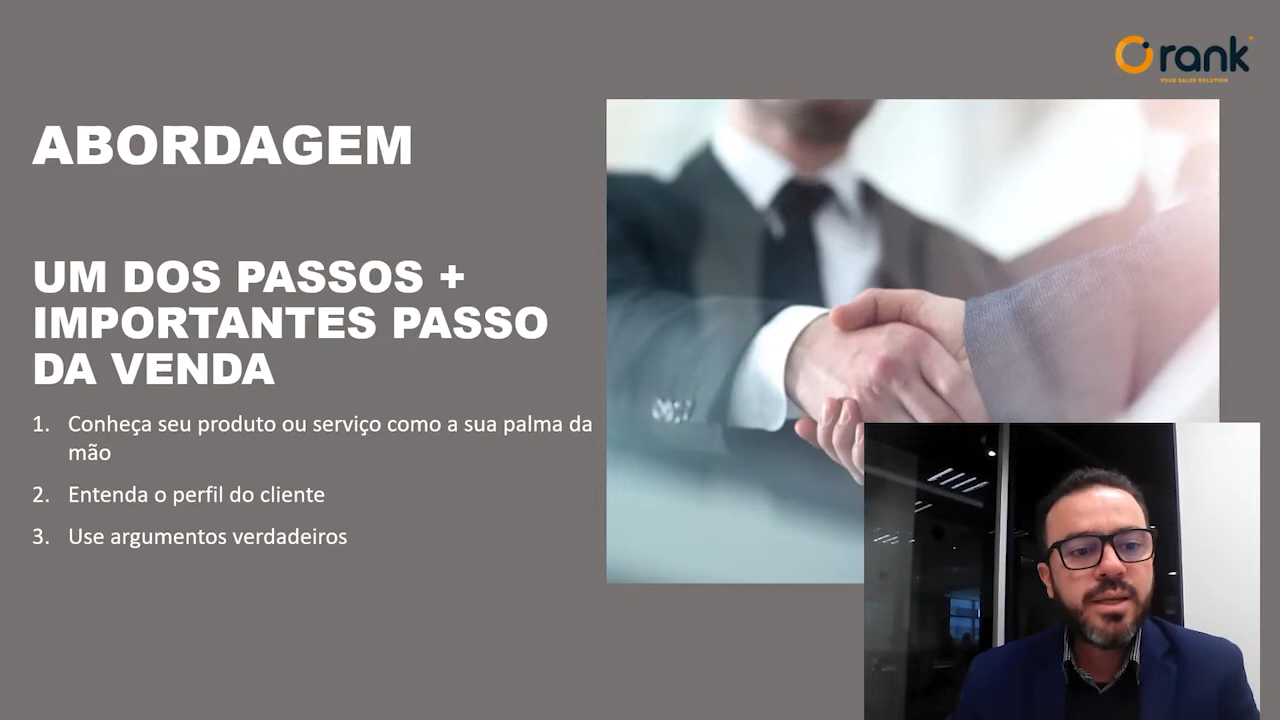 rank
YOUR SALES SOLUTION
ABORDAGEM
UM DOS PASSOS +
IMPORTANTES PASSO
DA VENDA
1. Conheça seu produto ou serviço como a sua palma da
mão
2. Entenda o perfil do cliente
3. Use argumentos verdadeiros